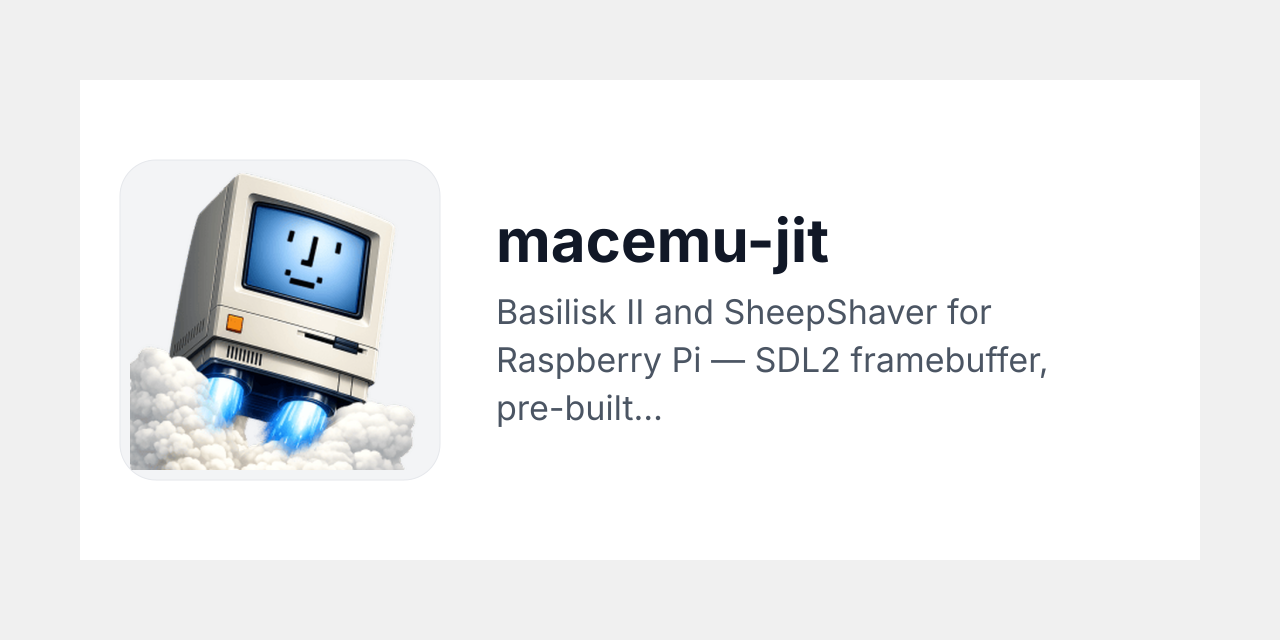 macemu-jit
Basilisk II and SheepShaver for
Raspberry Pi — SDL2 framebuffer,
pre-built...